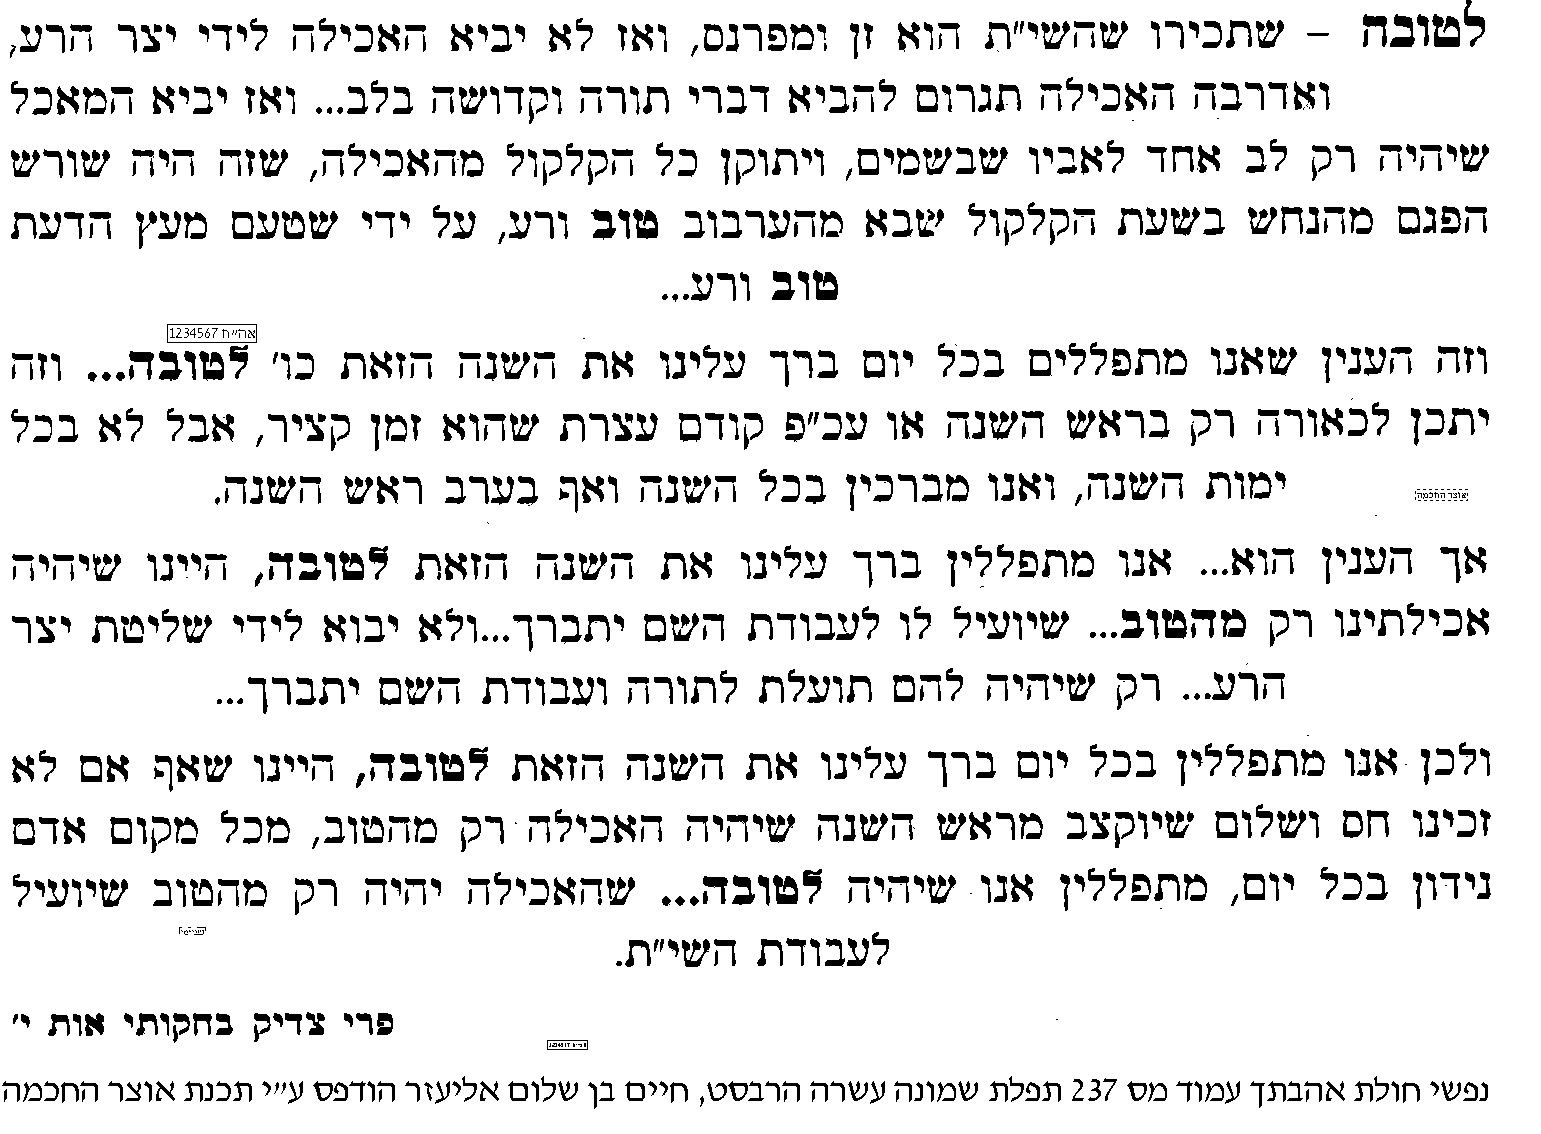 לטובה – שתכירו שהשי״ת הוא זן ומפרנס, ואז לא יביא האכילה לידי יצר הרע,
ואדרבה האכילה תגרום להביא דברי תורה וקדושה בלב... ואז יביא המאכל
שיהיה רק לב אחד לאביו שבשמים, ויתוקן כל הקלקול מהאכילה, שזה היה שורש
הפגם מהנחש בשעת הקלקול שבא מהערבוב טוב ורע, על ידי שטעם מעץ הדעת
טוב ורע...
אה״ח 1234567
וזה הענין שאנו מתפללים בכל יום ברך עלינו את השנה הזאת כו׳ לטובה... וזה
יתכן לכאורה רק בראש השנה או עכ״פ קודם עצרת שהוא זמן קציר, אבל לא בכל
ימות השנה, ואנו מברכין בכל השנה ואף בערב ראש השנה.
אוצר החכמה
אך הענין הוא... אנו מתפללין ברך עלינו את השנה הזאת לטובה, היינו שיהיה
אכילתינו רק מהטוב... שיועיל לו לעבודת השם יתברך...ולא יבוא לידי שליטת יצר
הרע... רק שיהיה להם תועלת לתורה ועבודת השם יתברך...
ולכן אנו מתפללין בכל יום ברך עלינו את השנה הזאת לטובה, היינו שאף אם לא
זכינו חס ושלום שיוקצב מראש השנה שיהיה האכילה רק מהטוב, מכל מקום אדם
נידון בכל יום, מתפללין אנו שיהיה לטובה... שהאכילה יהיה רק מהטוב שיועיל
לעבודת השי״ת.
פרי צדיק בחקותי אות י׳
1234567
נפשי חולת אהבתך עמוד מס 237 תפלת שמונה עשרה הרבסט, חיים בן שלום אליעזר הודפס ע״י תכנת אוצר החכמה